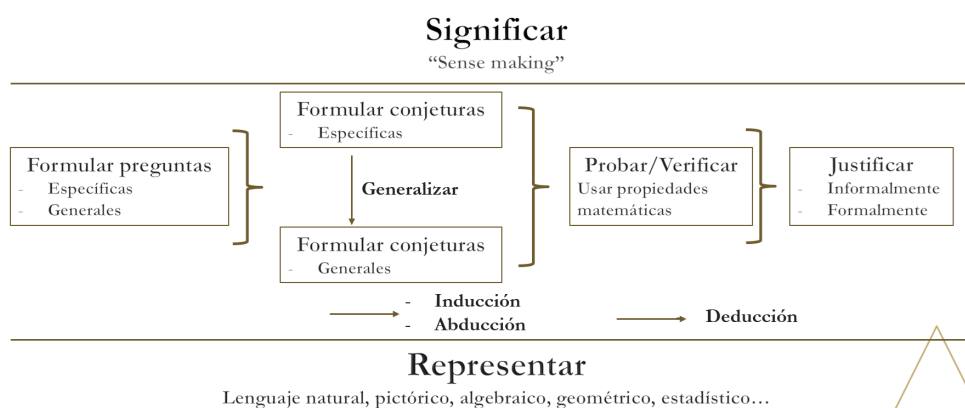 Significar
“Sense making”
Formular preguntas
- Específicas
- Generales
Formular conjeturas
- Específicas
Generalizar
Formular conjeturas
- Generales
Probar/Verificar
Usar propiedades
matemáticas
Justificar
- Informalmente
- Formalmente
- Inducción
- Abducción
Deducción
Representar
Lenguaje natural, pictórico, algebraico, geométrico, estadístico…